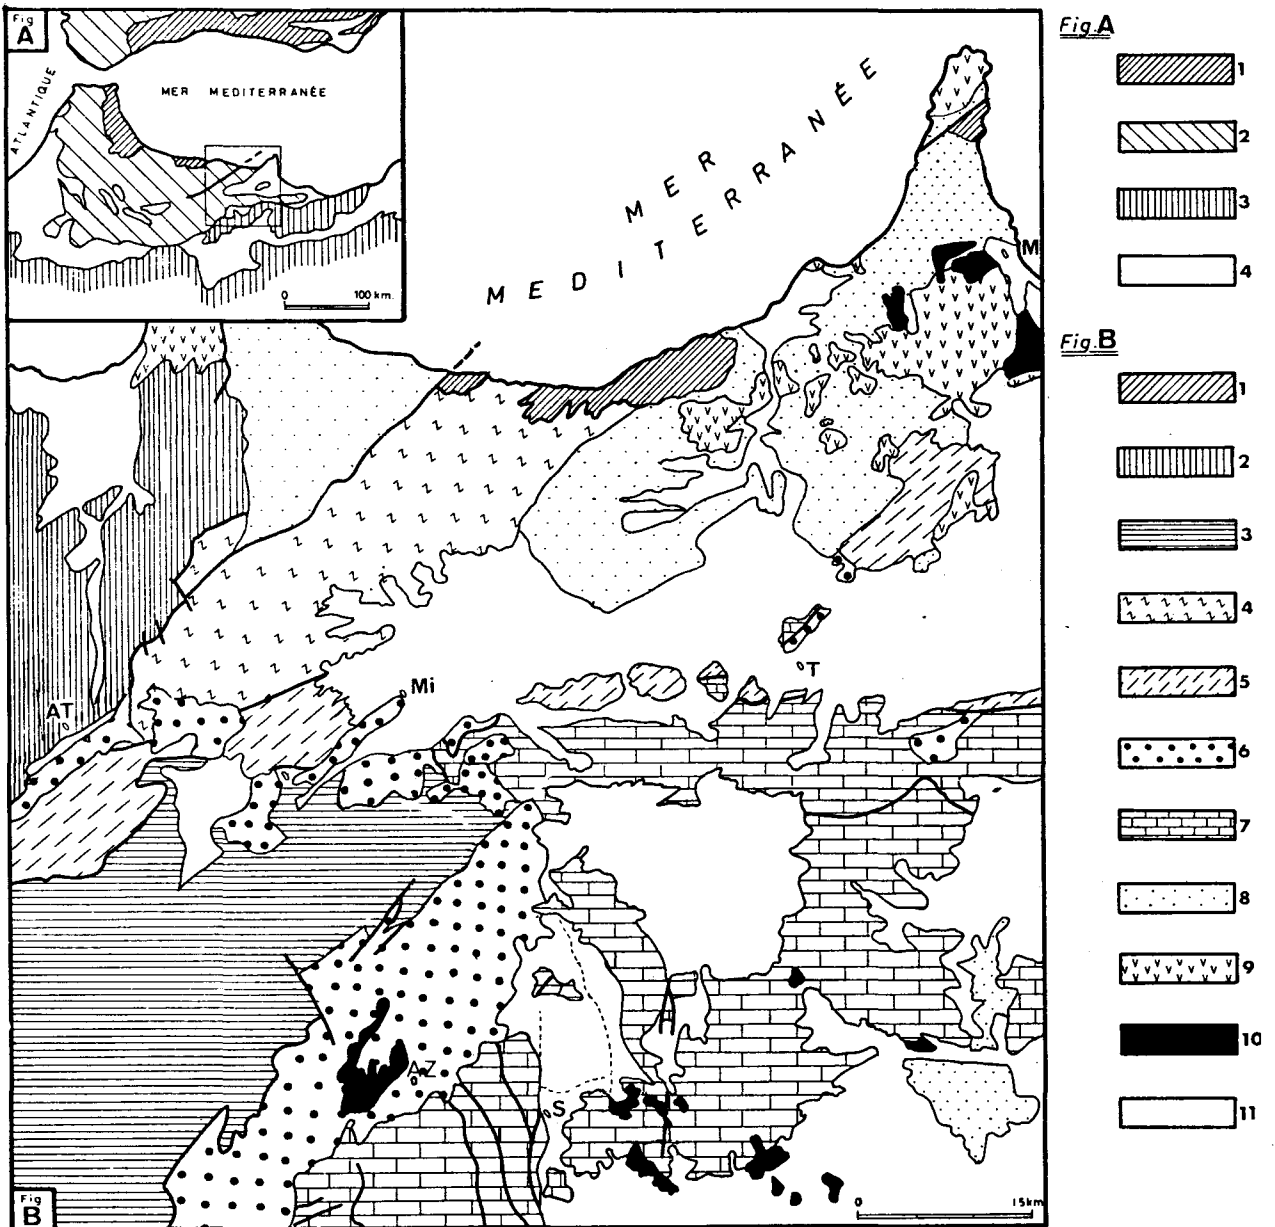 Fig A
ATLANTIQUE
MER MEDITERRANÉE
0 100 km.
MER
MEDITERRANÉE
M
Mi
AT
T
AZ
S
Fig B
0 15km
Fig.A
1
2
3
4
Fig.B
1
2
3
4
5
6
7
8
9
10
11